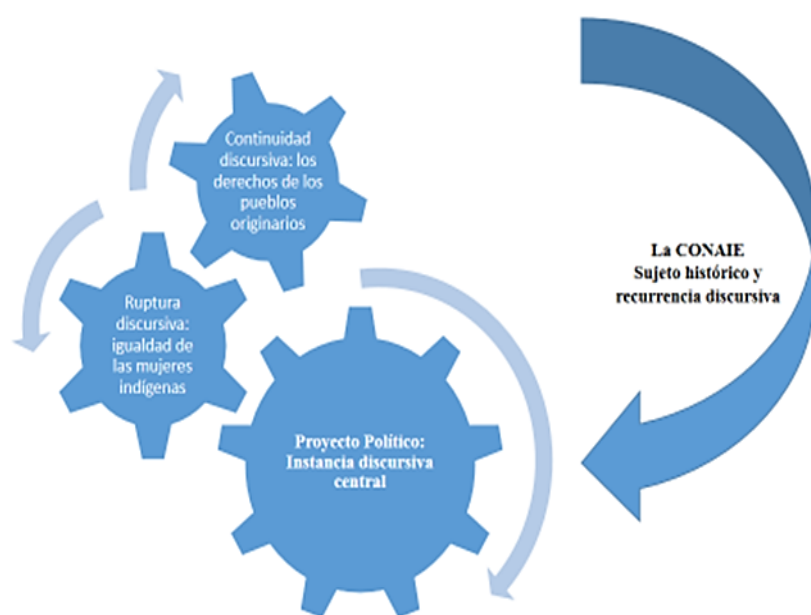 Continuidad
discursiva: los
derechos de los
pueblos
originarios
Ruptura
discursiva:
igualdad de
las mujeres
indígenas
Proyecto Político:
Instancia discursiva
central
La CONAIE
Sujeto histórico y
recurrencia discursiva